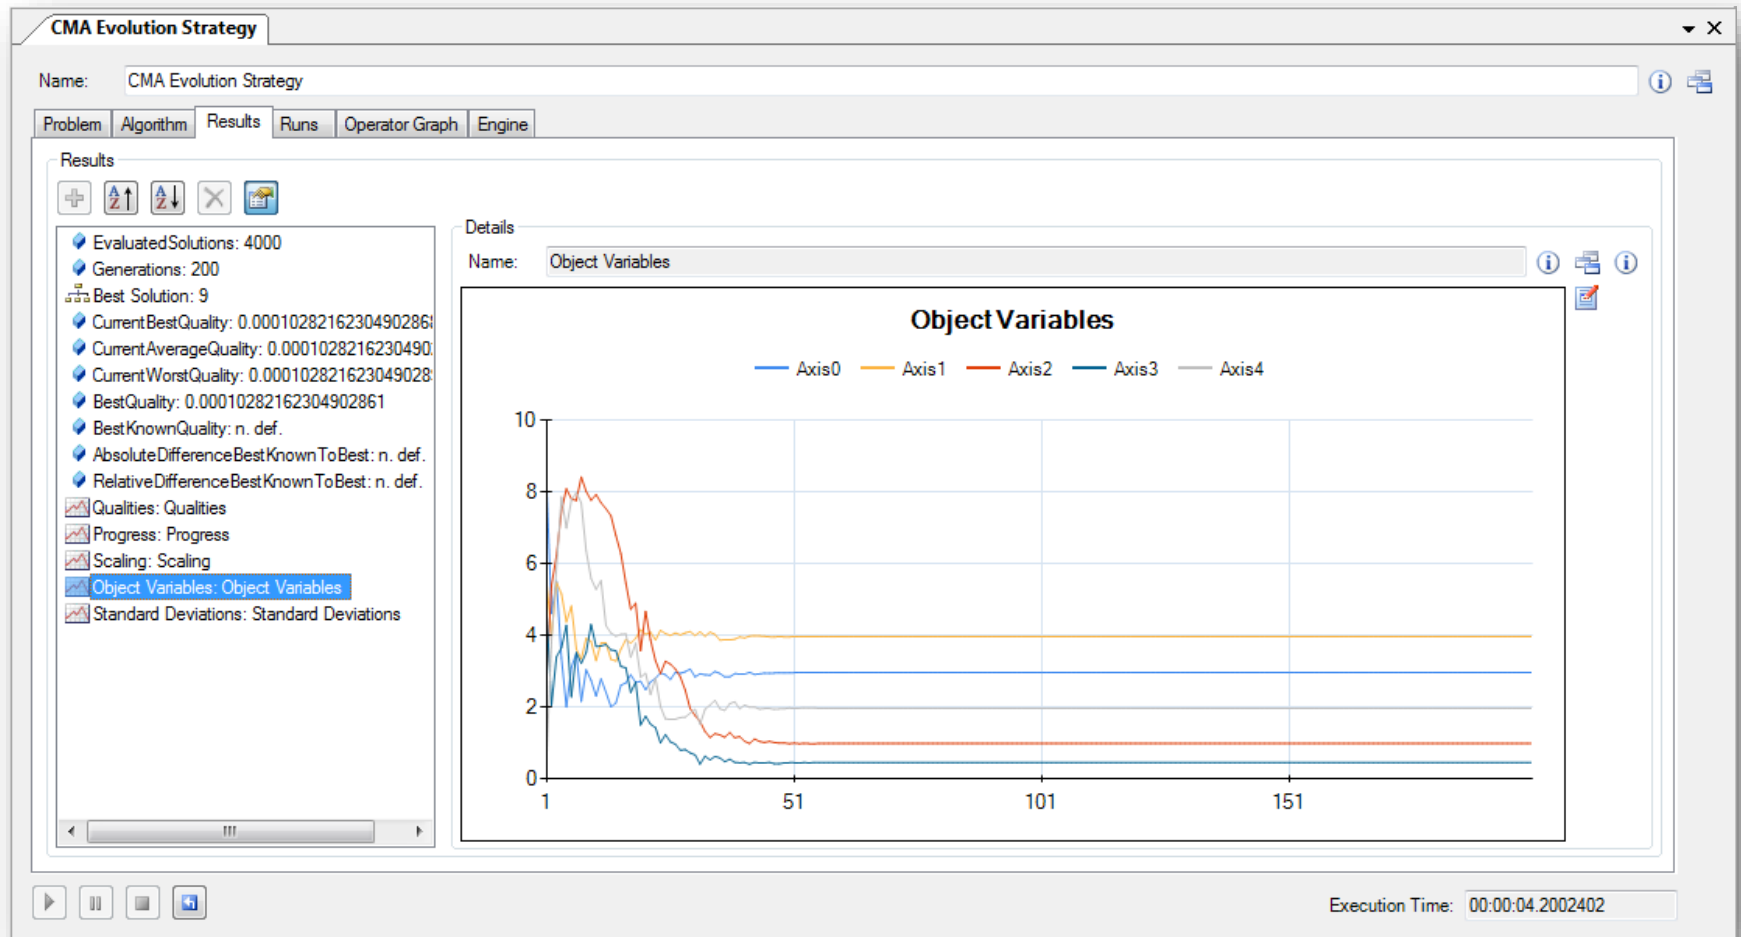 CMA Evolution Strategy
Name: CMA Evolution Strategy
Problem Algorithm Results Runs Operator Graph Engine
Results
EvaluatedSolutions: 4000
Generations: 200
Best Solution: 9
CurrentBestQuality: 0.00010282162304902868
CurrentAverageQuality: 0.0001028216230490
CurrentWorstQuality: 0.000102821623049028
BestQuality: 0.00010282162304902861
BestKnownQuality: n. def.
AbsoluteDifferenceBestKnownToBest: n. def.
RelativeDifferenceBestKnownToBest: n. def.
Qualities: Qualities
Progress: Progress
Scaling: Scaling
Object Variables: Object Variables
Standard Deviations: Standard Deviations
Details
Name: Object Variables
Object Variables
Axis0 Axis1 Axis2 Axis3 Axis4
10
8
6
4
2
0
1 51 101 151
Execution Time: 00:00:04.2002402